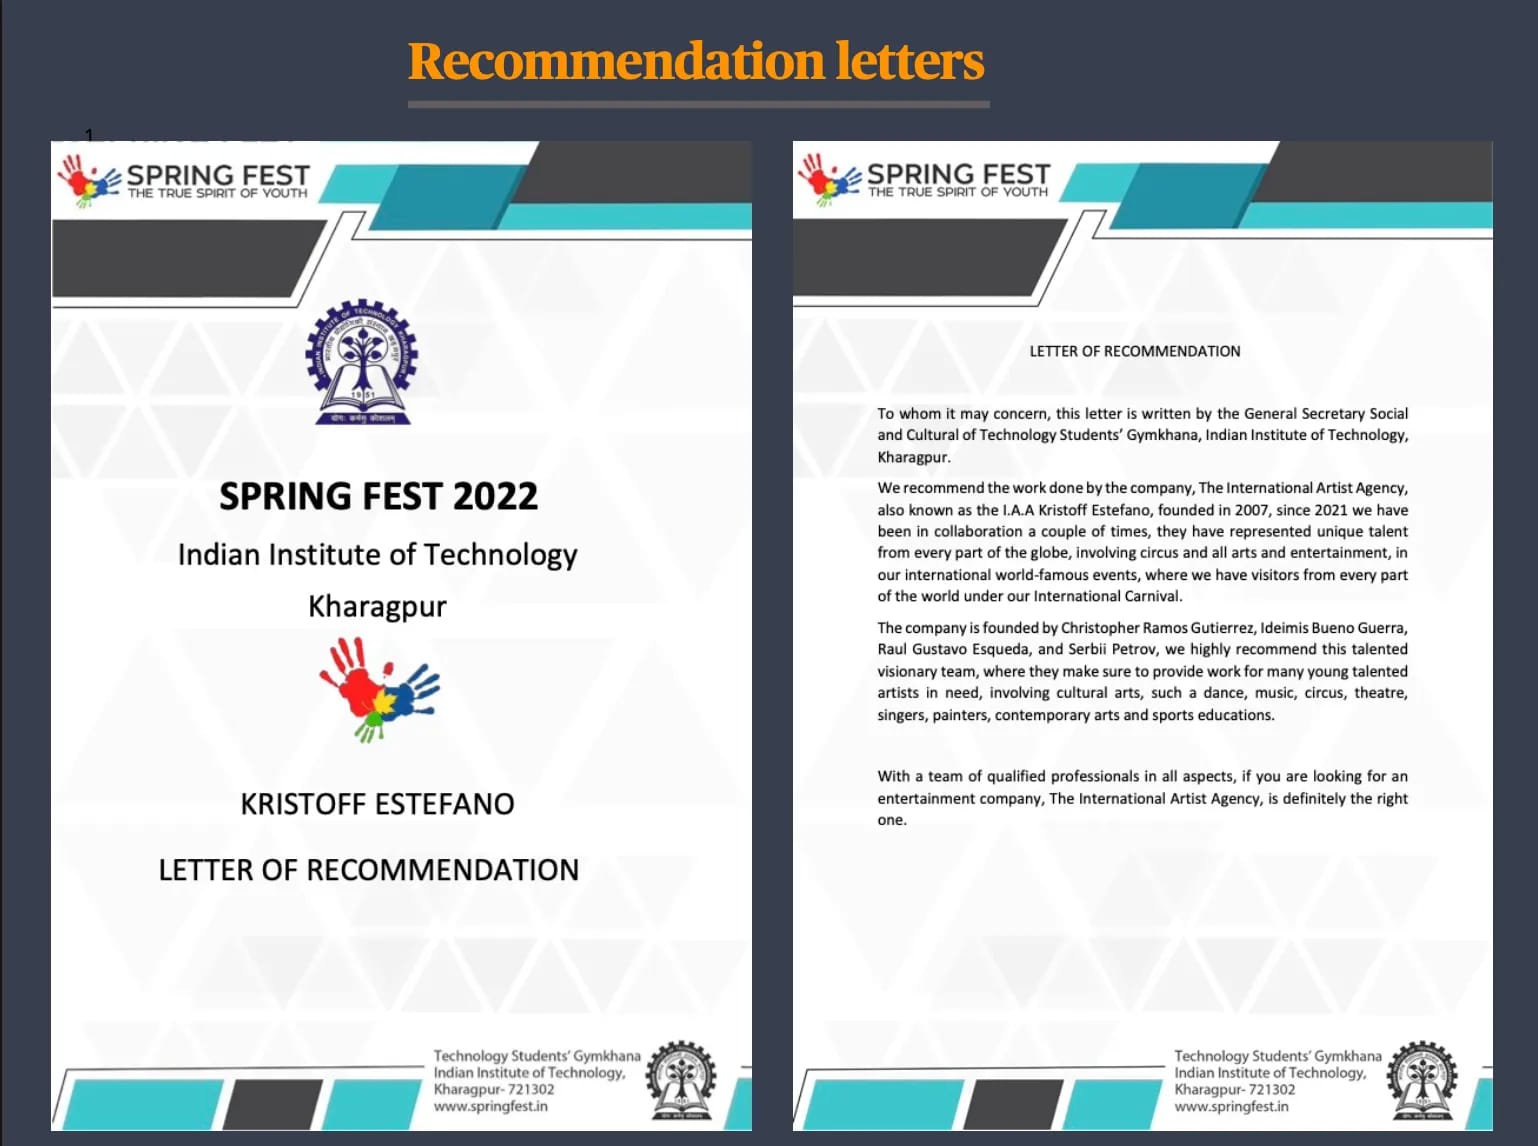 Recommendation letters
1
SPRING FEST
THE TRUE SPIRIT OF YOUTH
INDIAN INSTITUTE OF TECHNOLOGY KHARAGPUR
1951
योगः कर्मसु कौशलम्
SPRING FEST 2022
Indian Institute of Technology
Kharagpur
KRISTOFF ESTEFANO
LETTER OF RECOMMENDATION
Technology Students' Gymkhana
Indian Institute of Technology,
Kharagpur- 721302
www.springfest.in
SPRING FEST
THE TRUE SPIRIT OF YOUTH
LETTER OF RECOMMENDATION
To whom it may concern, this letter is written by the General Secretary Social
and Cultural of Technology Students' Gymkhana, Indian Institute of Technology,
Kharagpur.
We recommend the work done by the company, The International Artist Agency,
also known as the I.A.A Kristoff Estefano, founded in 2007, since 2021 we have
been in collaboration a couple of times, they have represented unique talent
from every part of the globe, involving circus and all arts and entertainment, in
our international world-famous events, where we have visitors from every part
of the world under our International Carnival.
The company is founded by Christopher Ramos Gutierrez, Ideimis Bueno Guerra,
Raul Gustavo Esqueda, and Serbii Petrov, we highly recommend this talented
visionary team, where they make sure to provide work for many young talented
artists in need, involving cultural arts, such a dance, music, circus, theatre,
singers, painters, contemporary arts and sports educations.
With a team of qualified professionals in all aspects, if you are looking for an
entertainment company, The International Artist Agency, is definitely the right
one.
Technology Students' Gymkhana
Indian Institute of Technology,
Kharagpur- 721302
www.springfest.in